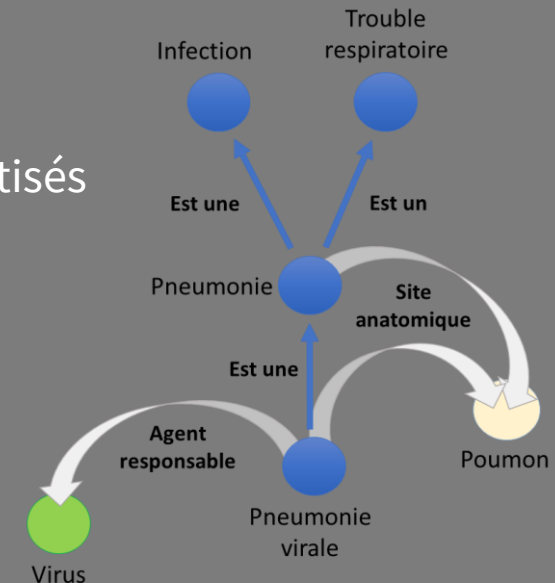 Trouble
Infection respiratoire
tisés
Est une Est un
Pneumonie
Site
anatomique
Est une
Agent
responsable
Poumon
Pneumonie
virale
Virus